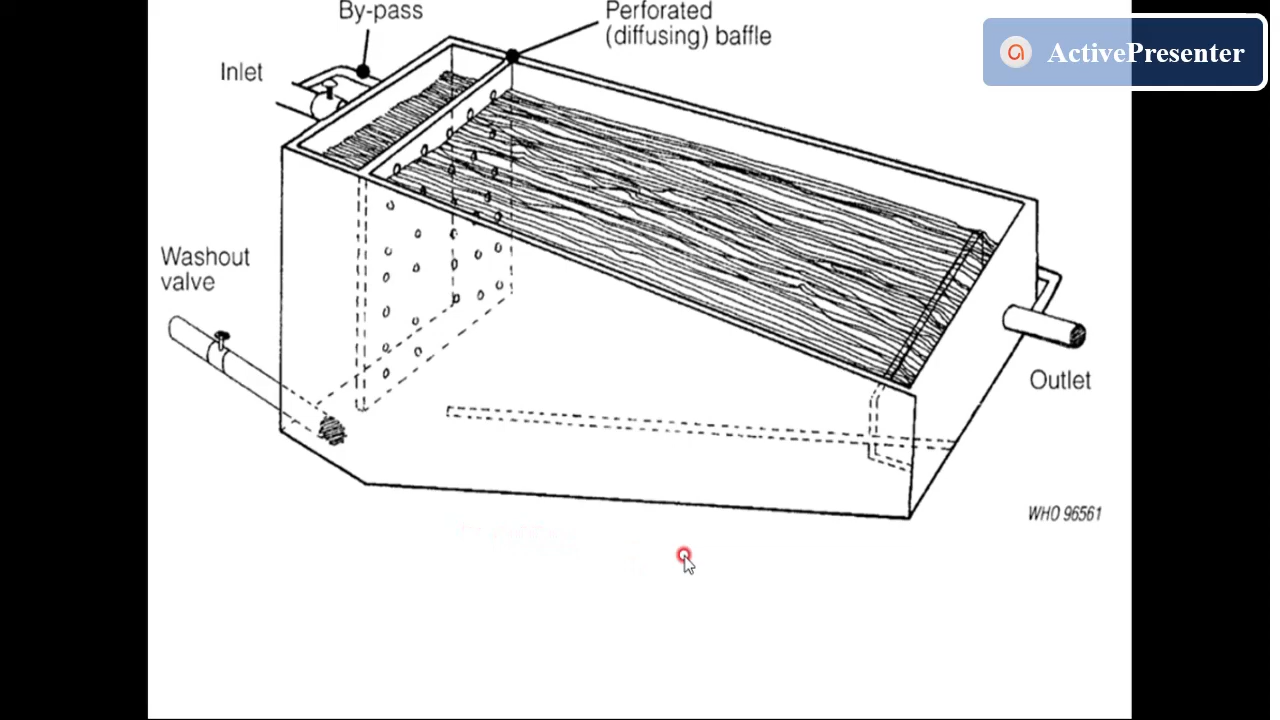 By-pass
Perforated
(diffusing) baffle
ActivePresenter
Inlet
Washout
valve
Outlet
WHO 96561